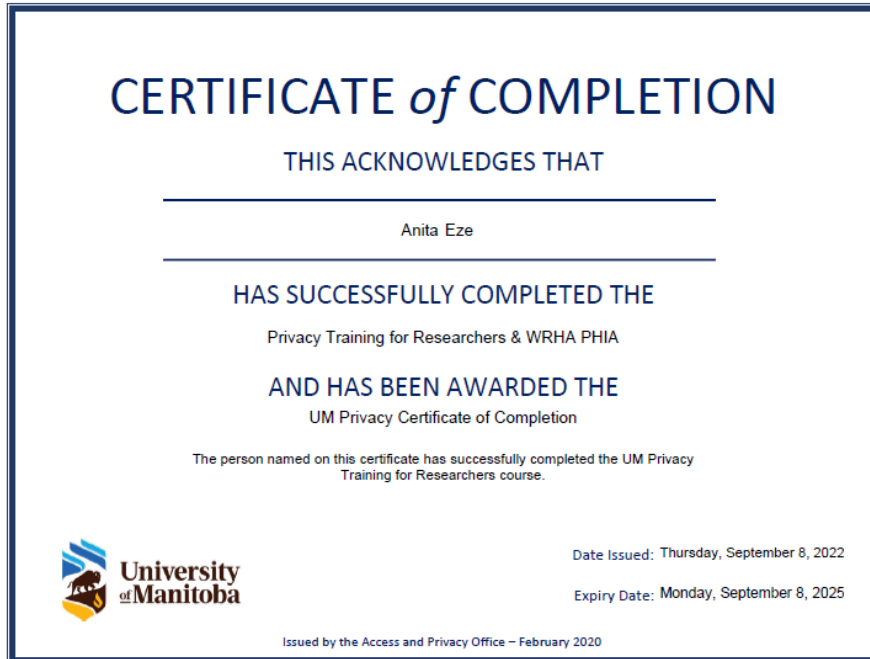 CERTIFICATE of COMPLETION
THIS ACKNOWLEDGES THAT
Anita Eze
HAS SUCCESSFULLY COMPLETED THE
Privacy Training for Researchers & WRHA PHIA
AND HAS BEEN AWARDED THE
UM Privacy Certificate of Completion
The person named on this certificate has successfully completed the UM Privacy
Training for Researchers course.
University
of Manitoba
Date Issued: Thursday, September 8, 2022
Expiry Date: Monday, September 8, 2025
Issued by the Access and Privacy Office – February 2020